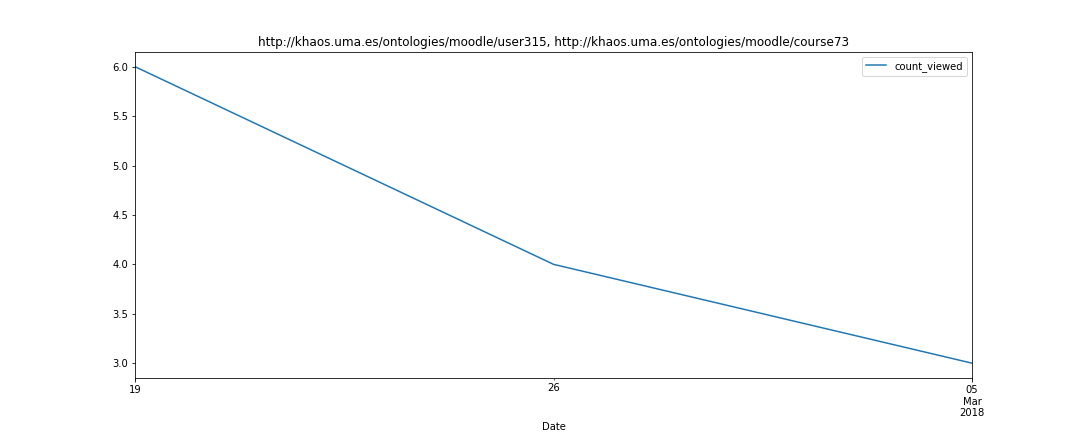 http://khaos.uma.es/ontologies/moodle/user315, http://khaos.uma.es/ontologies/moodle/course73
count_viewed
6.0
5.5
5.0
4.5
4.0
3.5
3.0
19
26
05
Mar
2018
Date